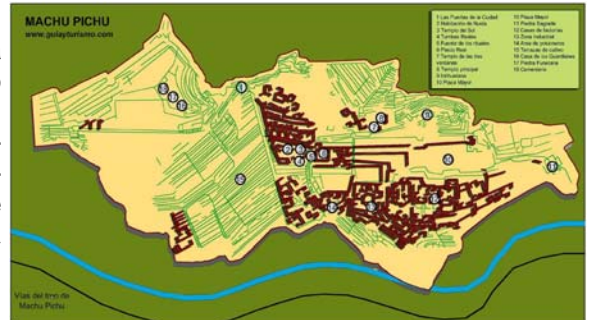 MACHU PICHU
www.guiayturismo.com
1 Las Puertas de la Ciudad
2 Habitación de Ñusta
3 Templo del Sol
4 Tumbas Reales
5 Fuente de los rituales
6 Palacio Real
7 Templo de las tres
ventanas
8 Templo principal
9 Intihuatana
10 Plaza Mayor
10 Plaza Mayor
11 Piedra Sagrada
12 Casas de factorías
13 Zona Industrial
14 Area de prisioneros
15 Terrazas de cultivo
16 Casa de los Guardianes
17 Piedra Funeraria
18 Cementerio
Vías del tren de
Machu Pichu